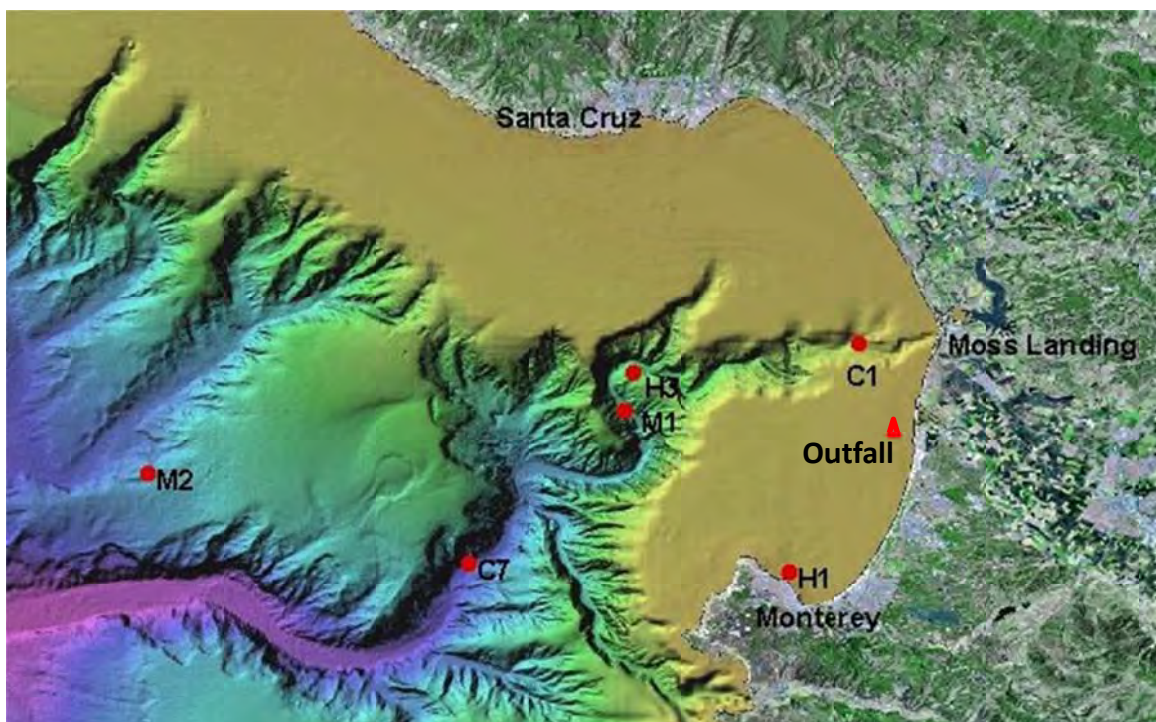 Santa Cruz
Moss Landing
C1
H3
M1
Outfall
M2
C7
H1
Monterey